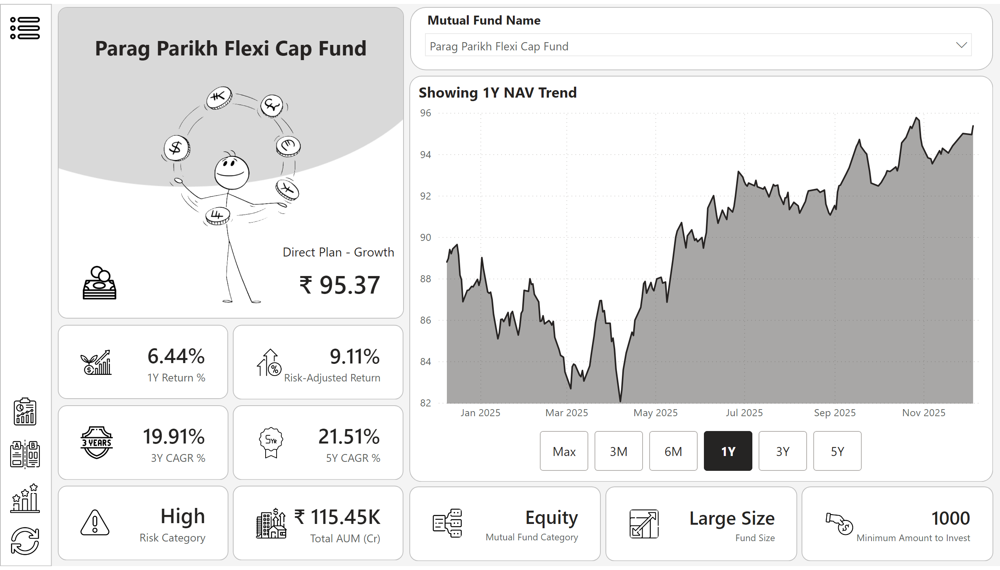 Parag Parikh Flexi Cap Fund
$
Direct Plan - Growth
₹ 95.37
Mutual Fund Name
Parag Parikh Flexi Cap Fund
Showing 1Y NAV Trend
96
94
92
90
88
86
84
82
Jan 2025 Mar 2025 May 2025 Jul 2025 Sep 2025 Nov 2025
Max 3M 6M 1Y 3Y 5Y
$
6.44%
1Y Return %
%
9.11%
Risk-Adjusted Return
3 YEARS
19.91%
3Y CAGR %
5YR
21.51%
5Y CAGR %
High
Risk Category
$
₹ 115.45K
Total AUM (Cr)
Equity
Mutual Fund Category
Large Size
Fund Size
$
1000
Minimum Amount to Invest
A B